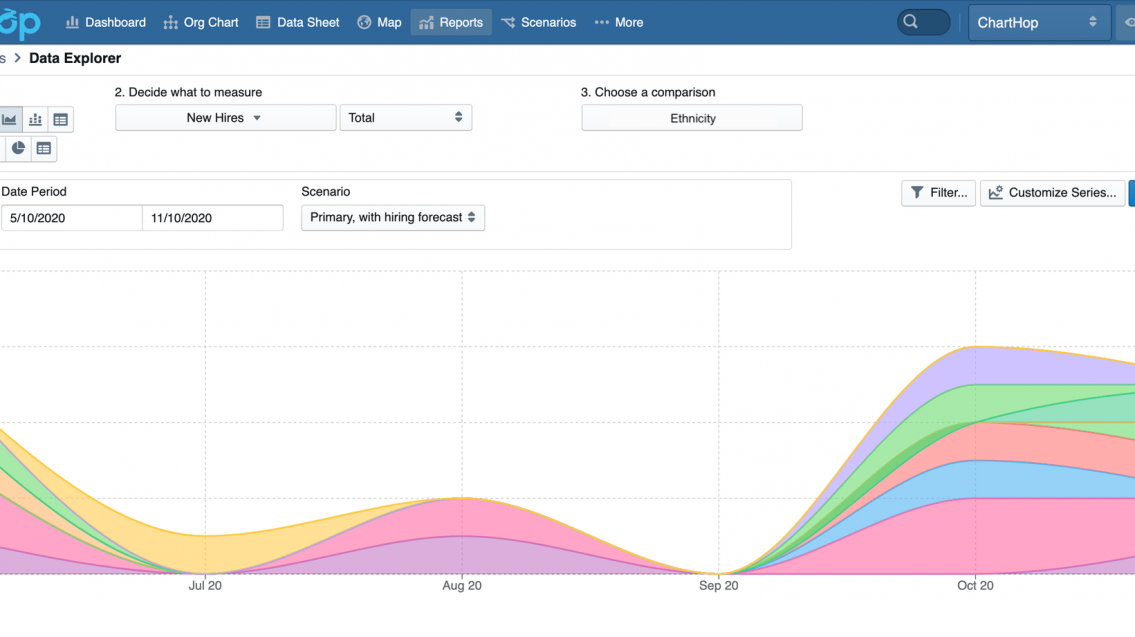 op Dashboard Org Chart Data Sheet Map Reports Scenarios More ChartHop
s > Data Explorer
2. Decide what to measure 3. Choose a comparison
New Hires Total Ethnicity
Date Period Scenario Filter... Customize Series...
5/10/2020 11/10/2020 Primary, with hiring forecast
Jul 20 Aug 20 Sep 20 Oct 20